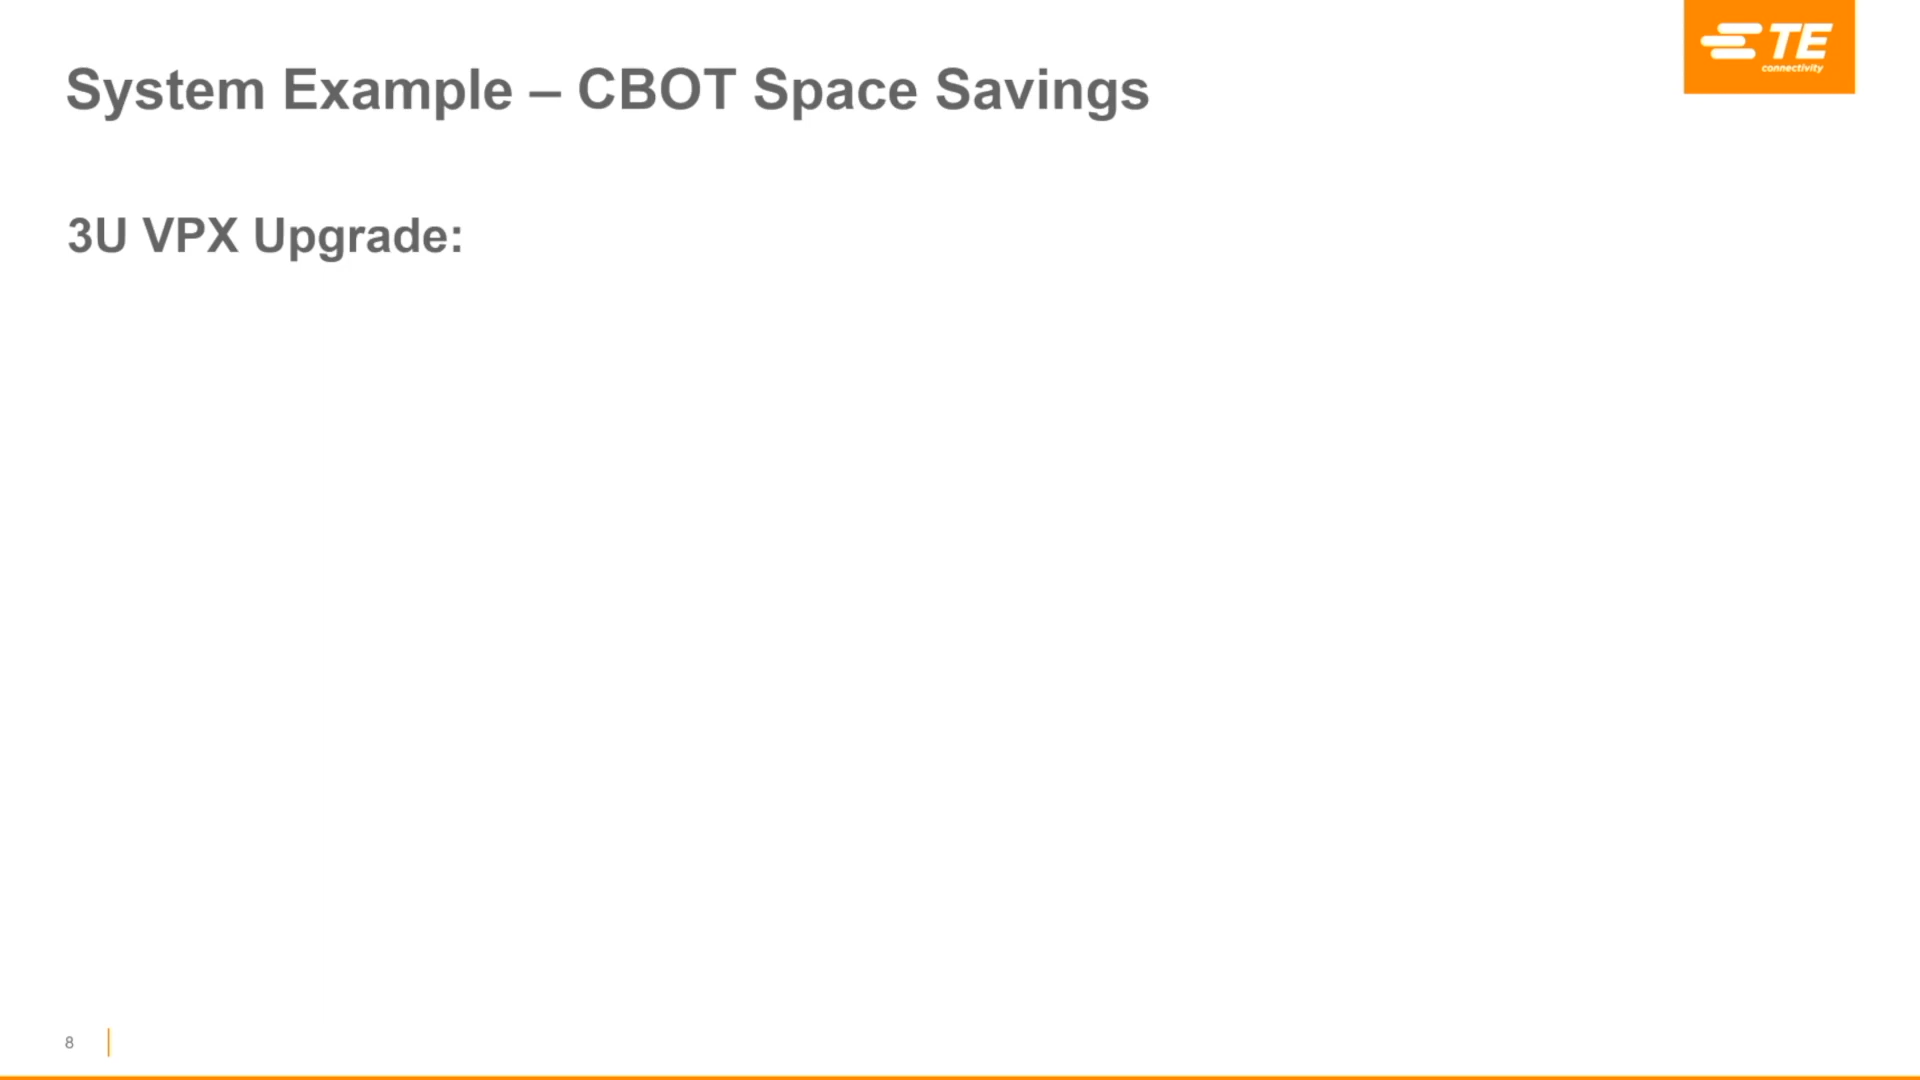 TE
connectivity
System Example – CBOT Space Savings
3U VPX Upgrade:
8